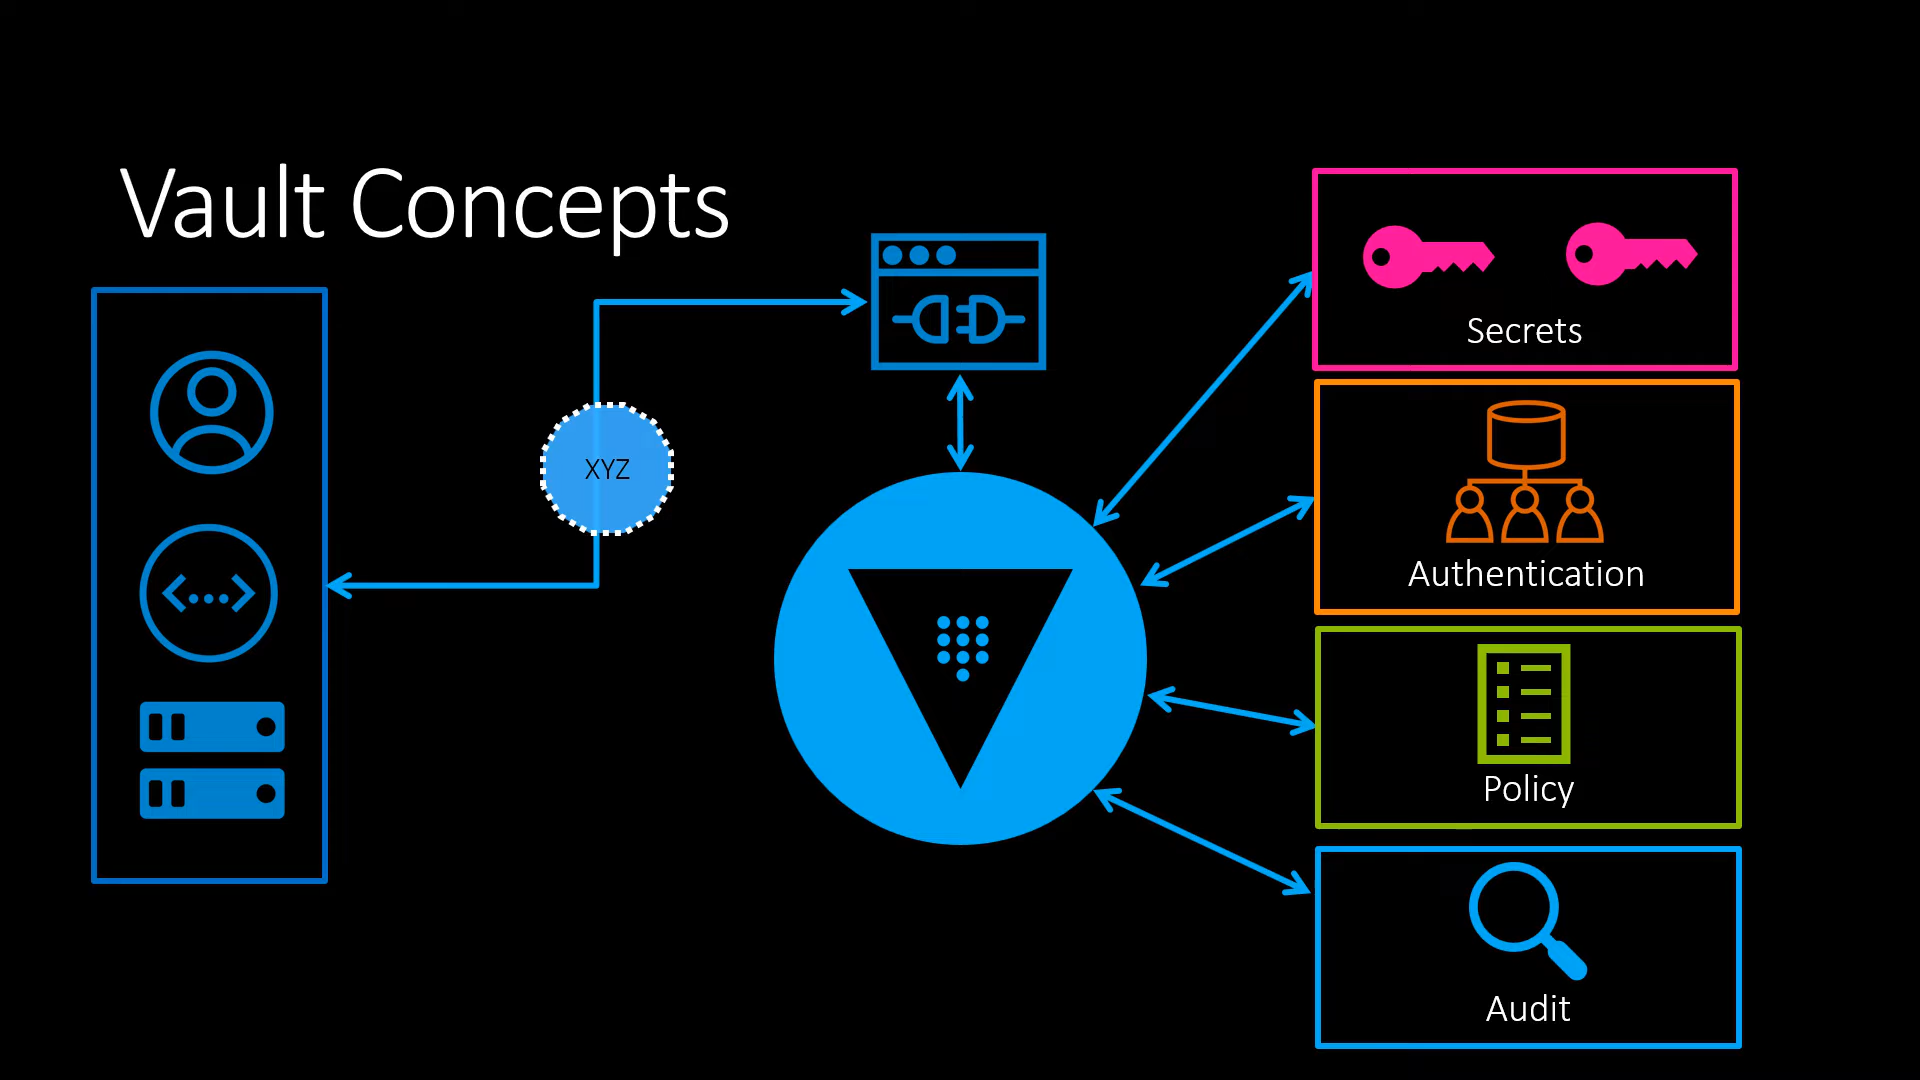 Vault Concepts
XYZ
Secrets
Authentication
Policy
Audit